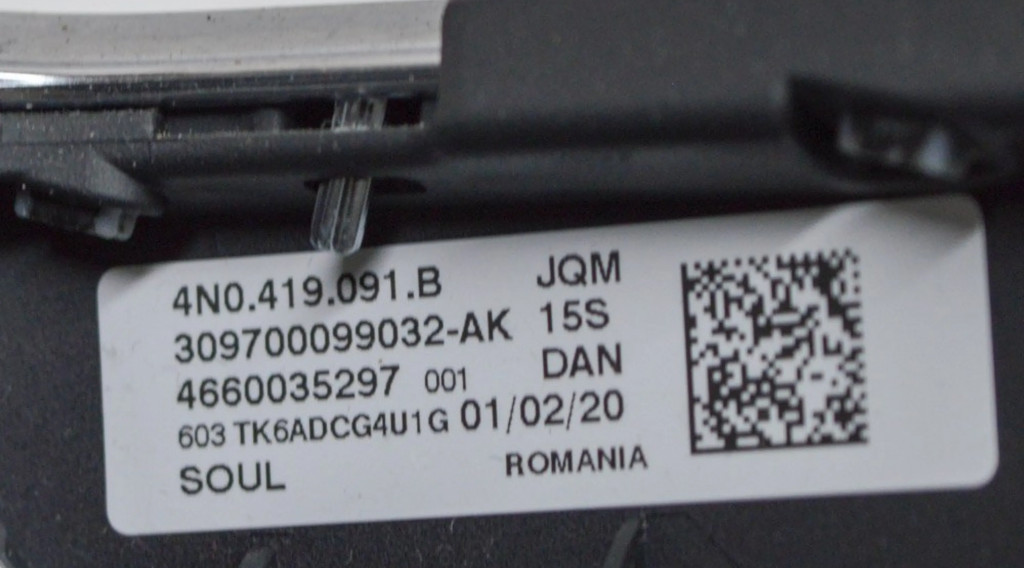 4N0.419.091.B JQM
309700099032-AK 15S
4660035297 001 DAN
603 TK6ADCG4U1G 01/02/20
SOUL ROMANIA